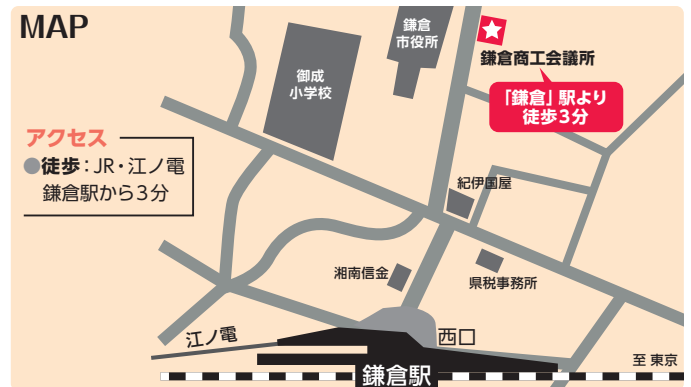 MAP
鎌倉
市役所
鎌倉商工会議所
「鎌倉」駅より
徒歩3分
御成
小学校
アクセス
●徒歩：JR・江ノ電
鎌倉駅から3分
紀伊国屋
湘南信金
県税事務所
江ノ電
西口
至 東京
鎌倉駅